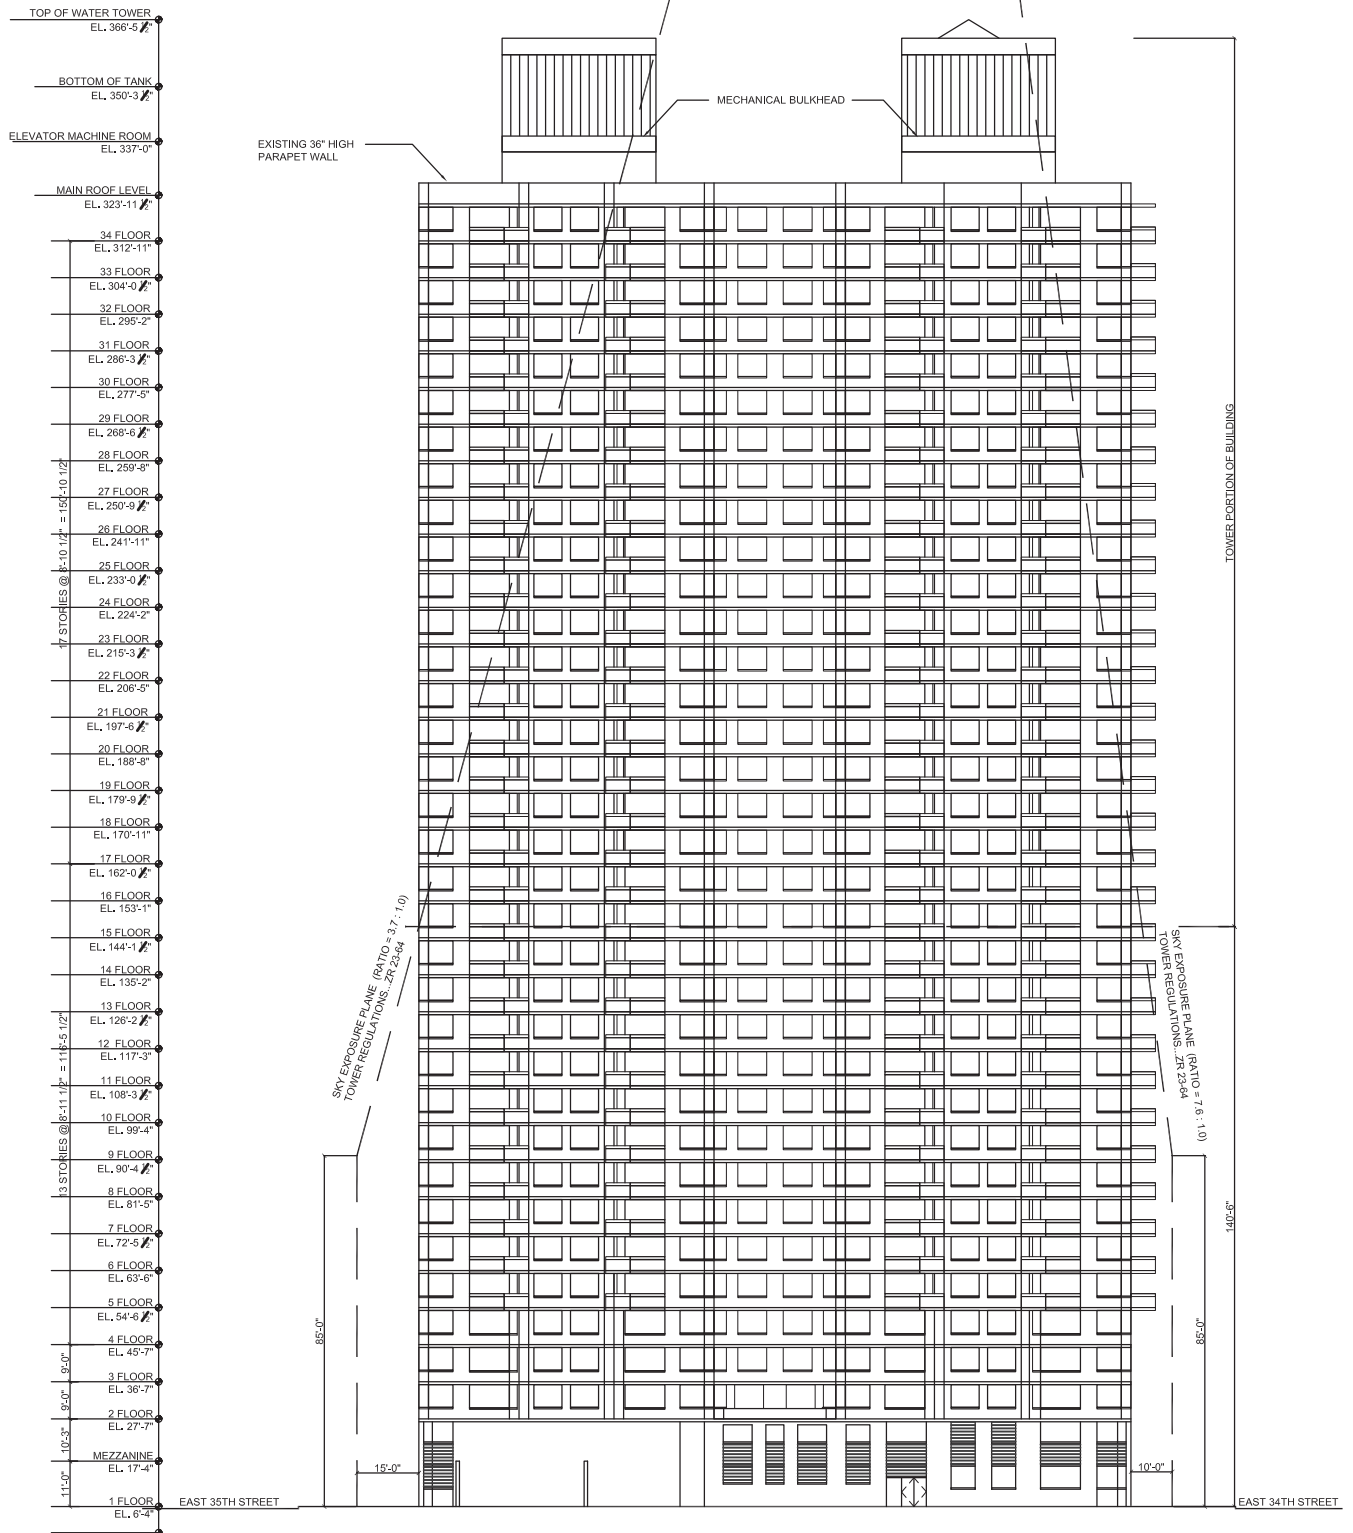 TOP OF WATER TOWER
EL. 366'-5 ½"
BOTTOM OF TANK
EL. 350'-3 ½"
MECHANICAL BULKHEAD
ELEVATOR MACHINE ROOM
EL. 337'-0"
EXISTING 36" HIGH
PARAPET WALL
MAIN ROOF LEVEL
EL. 323'-11 ½"
34 FLOOR
EL. 312'-11"
33 FLOOR
EL. 304'-0 ½"
32 FLOOR
EL. 295'-2"
31 FLOOR
EL. 286'-3 ½"
30 FLOOR
EL. 277'-5"
29 FLOOR
EL. 268'-6 ½"
28 FLOOR
EL. 259'-8"
27 FLOOR
EL. 250'-9 ½"
26 FLOOR
EL. 241'-11"
25 FLOOR
EL. 233'-0 ½"
24 FLOOR
EL. 224'-2"
23 FLOOR
EL. 215'-3 ½"
22 FLOOR
EL. 206'-5"
21 FLOOR
EL. 197'-6 ½"
20 FLOOR
EL. 188'-8"
19 FLOOR
EL. 179'-9 ½"
18 FLOOR
EL. 170'-11"
17 FLOOR
EL. 162'-0 ½"
16 FLOOR
EL. 153'-1"
15 FLOOR
EL. 144'-1 ½"
14 FLOOR
EL. 135'-2"
13 FLOOR
EL. 126'-2 ½"
12 FLOOR
EL. 117'-3"
11 FLOOR
EL. 108'-3 ½"
10 FLOOR
EL. 99'-4"
9 FLOOR
EL. 90'-4 ½"
8 FLOOR
EL. 81'-5"
7 FLOOR
EL. 72'-5 ½"
6 FLOOR
EL. 63'-6"
5 FLOOR
EL. 54'-6 ½"
4 FLOOR
EL. 45'-7"
3 FLOOR
EL. 36'-7"
2 FLOOR
EL. 27'-7"
MEZZANINE
EL. 17'-4"
1 FLOOR
EL. 6'-4"
17 STORIES @ 8'-10 1/2" = 150'-10 1/2"
13 STORIES @ 8'-11 1/2" = 116'-5 1/2"
9'-0"
9'-0"
10'-3"
11'-0"
SKY EXPOSURE PLANE (RATIO = 3.7 : 1.0)
TOWER REGULATIONS...ZR 23-64
85'-0"
15'-0"
EAST 35TH STREET
TOWER PORTION OF BUILDING
SKY EXPOSURE PLANE (RATIO = 7.6 : 1.0)
TOWER REGULATIONS...ZR 23-64
140'-6"
85'-0"
10'-0"
EAST 34TH STREET